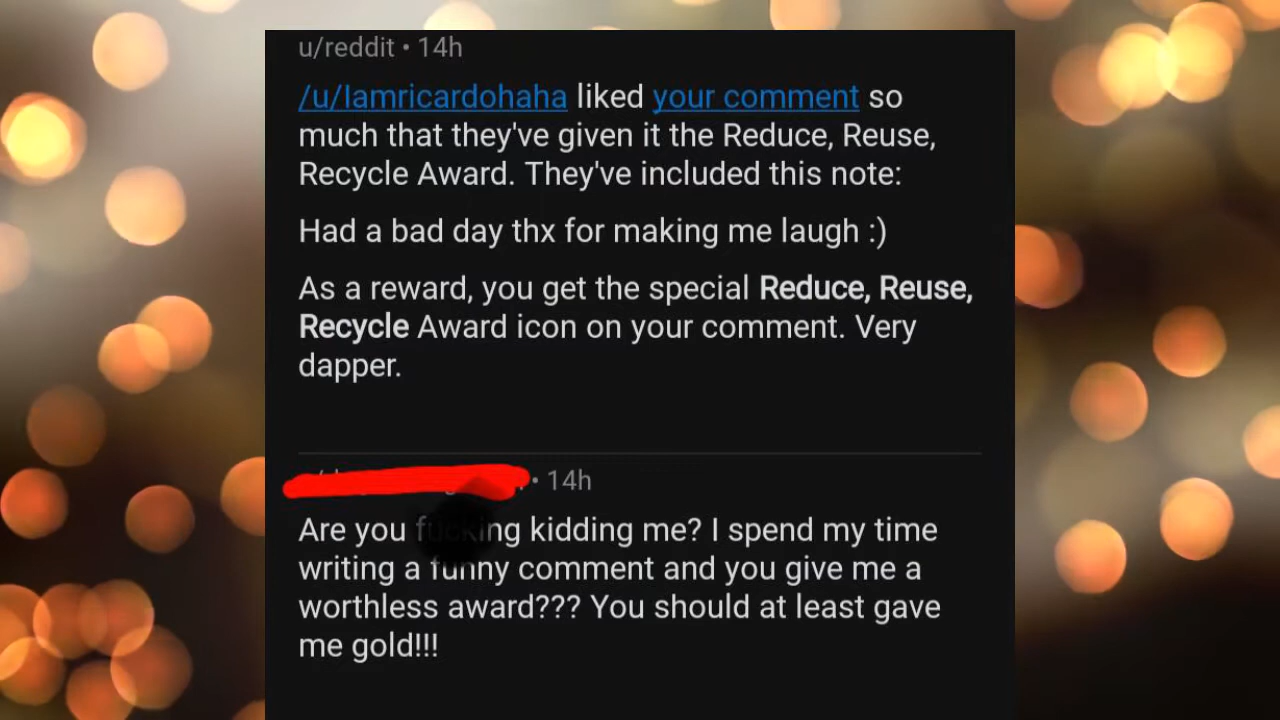 u/reddit • 14h
/u/Iamricardohaha liked your comment so
much that they've given it the Reduce, Reuse,
Recycle Award. They've included this note:
Had a bad day thx for making me laugh :)
As a reward, you get the special Reduce, Reuse,
Recycle Award icon on your comment. Very
dapper.
• 14h
Are you fucking kidding me? I spend my time
writing a funny comment and you give me a
worthless award??? You should at least gave
me gold!!!